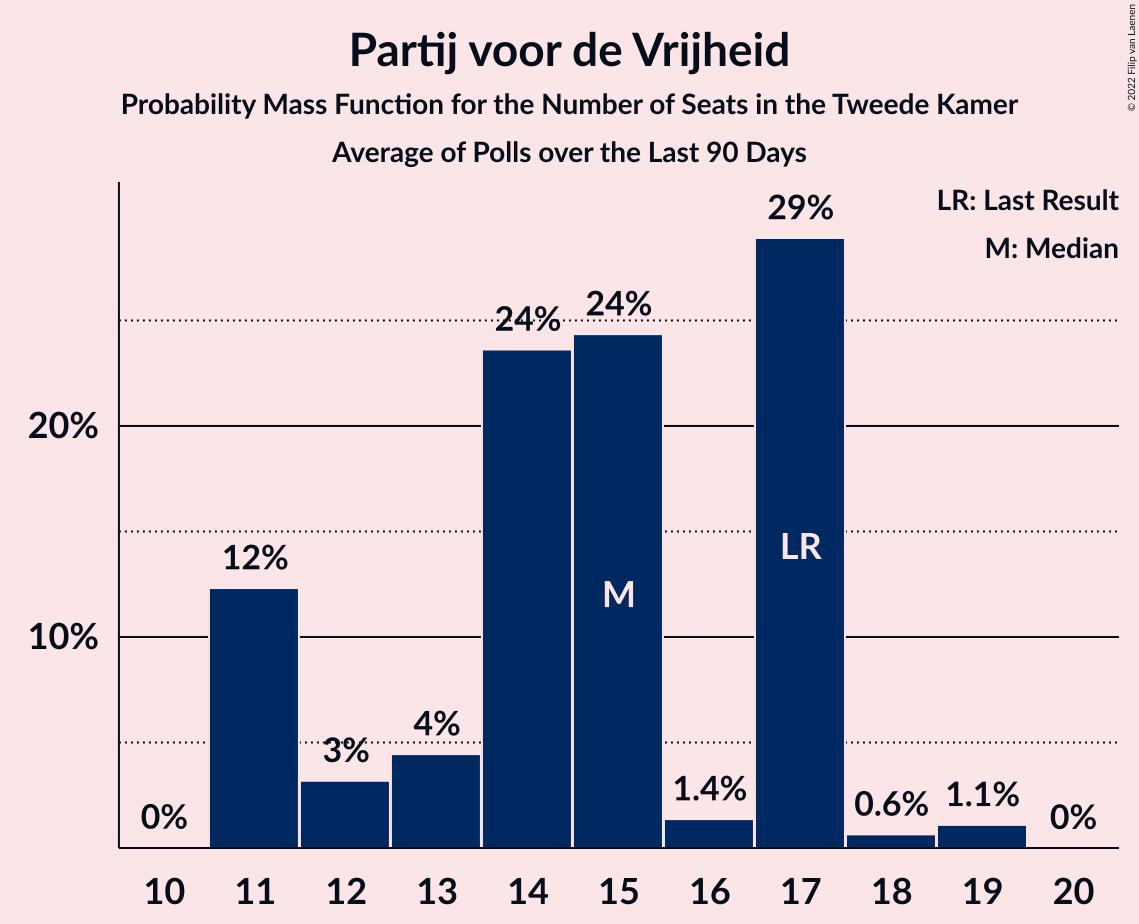 Partij voor de Vrijheid
Probability Mass Function for the Number of Seats in the Tweede Kamer
Average of Polls over the Last 90 Days
© 2022 Filip van Laenen
LR: Last Result
M: Median
29%
24%
24%
20%
12%
LR
M
10%
4%
3%
1.4%
1.1%
0.6%
0%
0%
10 11 12 13 14 15 16 17 18 19 20